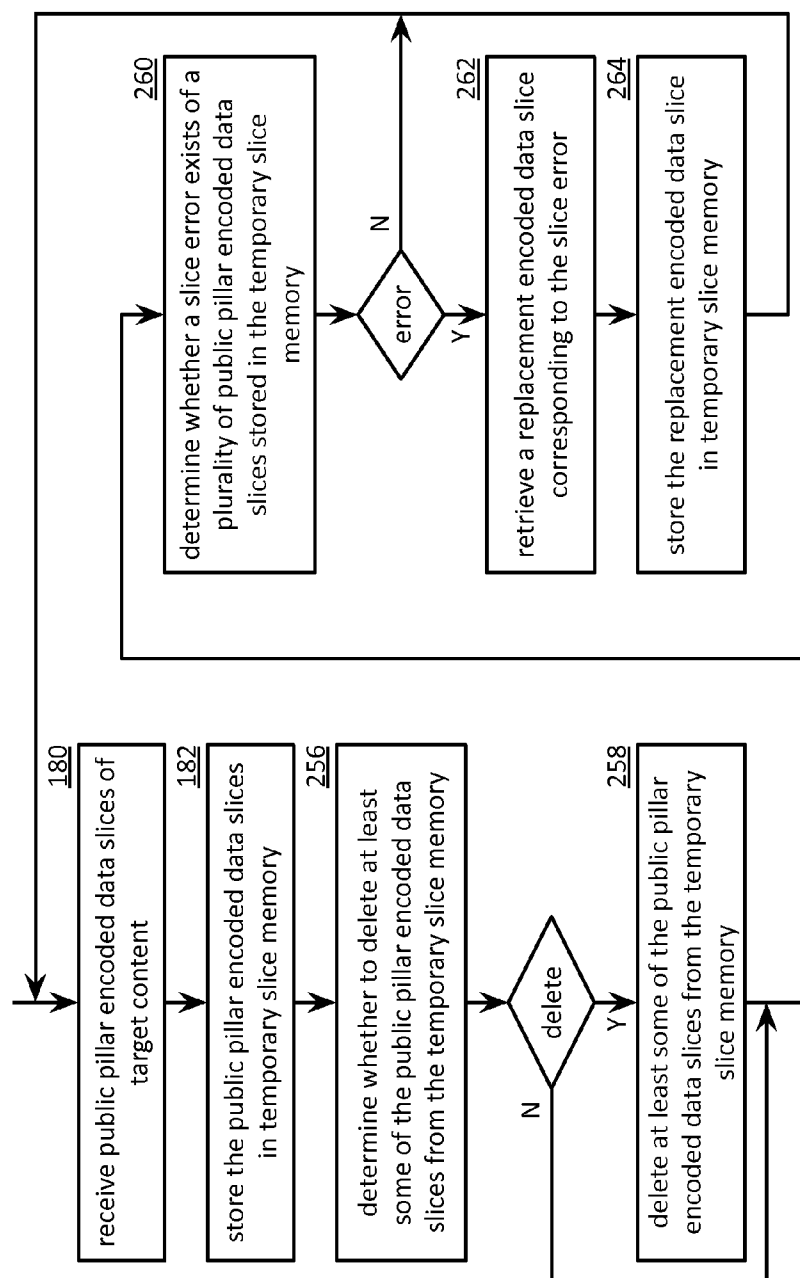 180
receive public pillar encoded data slices of
target content
182
store the public pillar encoded data slices
in temporary slice memory
256
determine whether to delete at least
some of the public pillar encoded data
slices from the temporary slice memory
delete
N
Y
258
delete at least some of the public pillar
encoded data slices from the temporary
slice memory
260
determine whether a slice error exists of a
plurality of public pillar encoded data
slices stored in the temporary slice
memory
error
N
Y
262
retrieve a replacement encoded data slice
corresponding to the slice error
264
store the replacement encoded data slice
in temporary slice memory